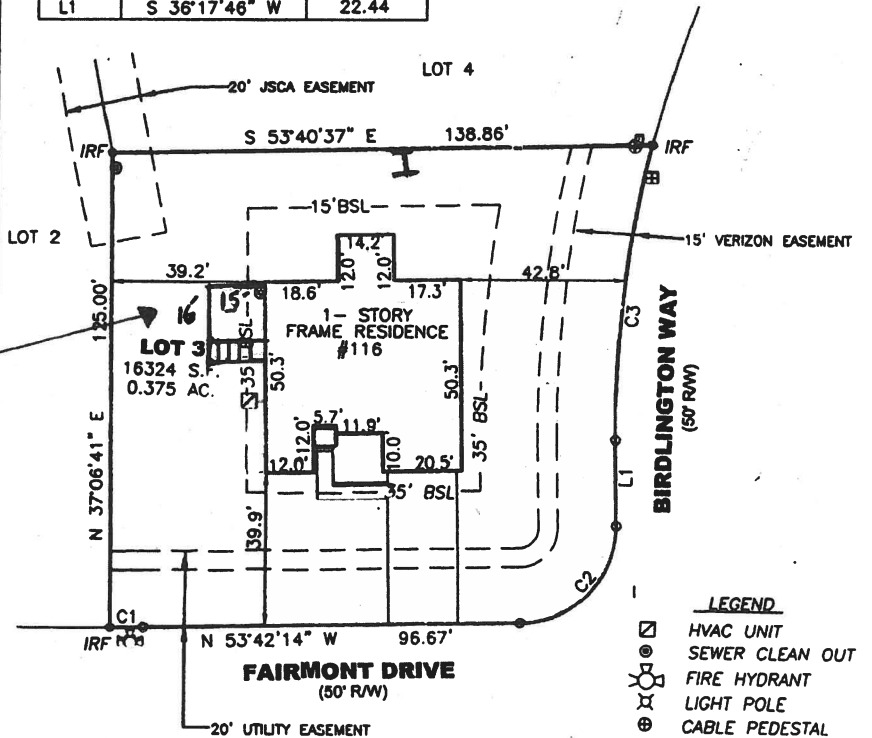 L1 S 36°17'46" W 22.44
LOT 4
20' JSCA EASEMENT
S 53°40'37" E 138.86'
IRF
IRF
15' BSL
LOT 2
15' VERIZON EASEMENT
14.2'
39.2'
12.0'
12.0'
42.8'
18.6'
17.3'
16'
15'
125.00'
C3
1- STORY
FRAME RESIDENCE
#116
LOT 3
16324 S.F.
0.375 AC.
35' BSL
50.3'
50.3'
BIRDLINGTON WAY
(50' R/W)
5.7'
11.9'
12.0'
10.0
35' BSL
12.0'
20.5'
35' BSL
L1
N 37°06'41" E
39.9'
C2
C1
IRF
N 53°42'14" W 96.67'
FAIRMONT DRIVE
(50' R/W)
20' UTILITY EASEMENT
LEGEND
HVAC UNIT
SEWER CLEAN OUT
FIRE HYDRANT
LIGHT POLE
CABLE PEDESTAL